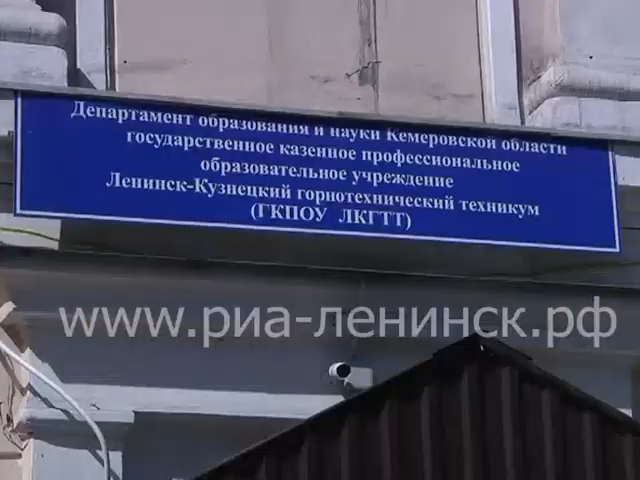 Департамент образования и науки Кемеровской области
государственное казенное профессиональное
образовательное учреждение
Ленинск-Кузнецкий горнотехнический техникум
(ГКПОУ ЛКГТТ)
www.риа-ленинск.рф